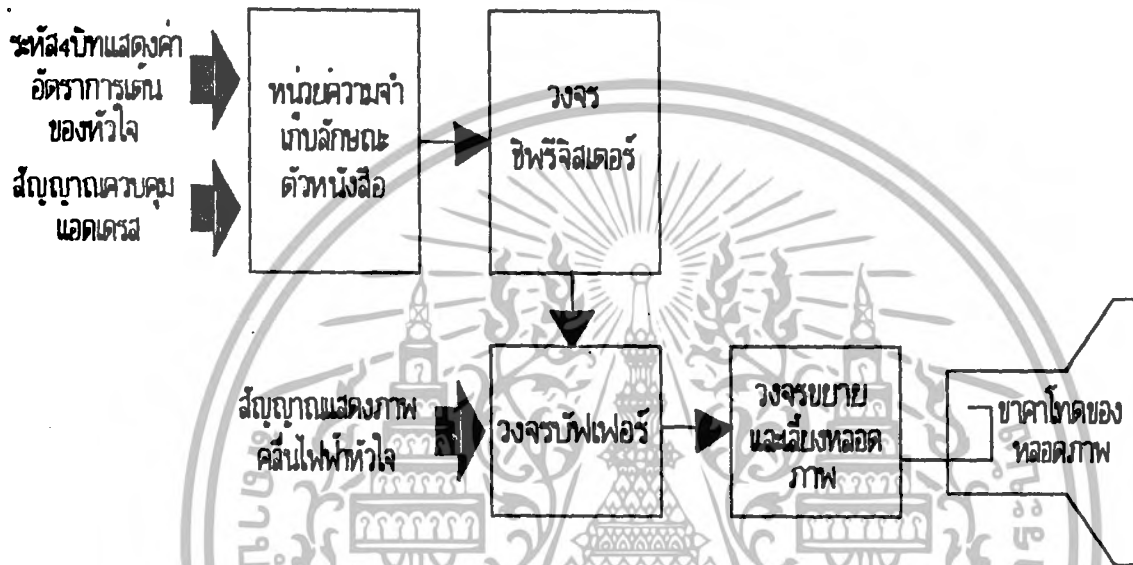 ระหัส4บิทแสดงค่า
อัตราการเต้น
ของหัวใจ
สัญญาณควบคุม
แอดเดรส
หน่วยความจำ
เก็บลักษณะ
ตัวหนังสือ
วงจร
ชิพรีจิสเตอร์
สัญญาณแสดงภาพ
คลื่นไฟฟ้าหัวใจ
วงจรบัฟเฟอร์
วงจรขยาย
และเลี้ยงหลอด
ภาพ
ขาคาโทดของ
หลอดภาพ